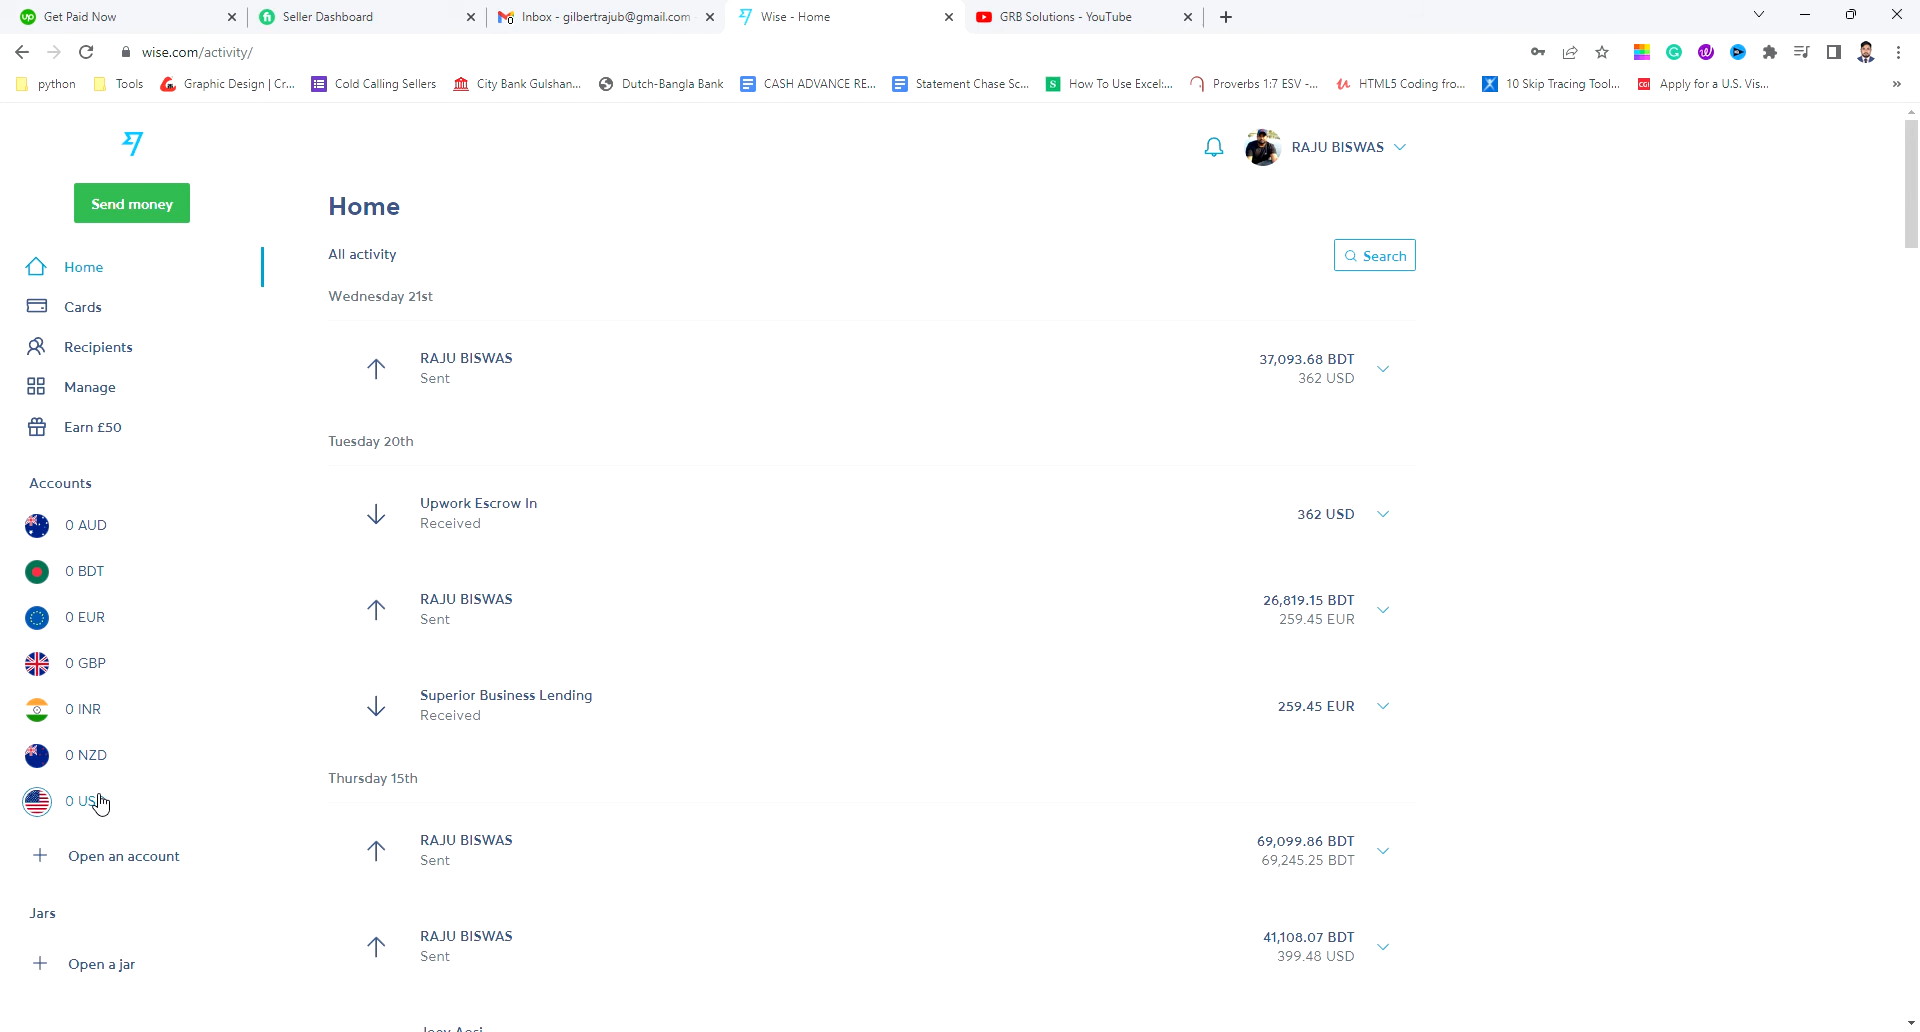 Get Paid Now
Seller Dashboard
Inbox - gilbertrajub@gmail.com
Wise - Home
GRB Solutions - YouTube
wise.com/activity/
python
Tools
Graphic Design | Cr...
Cold Calling Sellers
City Bank Gulshan...
Dutch-Bangla Bank
CASH ADVANCE RE...
Statement Chase Sc...
How To Use Excel:...
Proverbs 1:7 ESV -...
HTML5 Coding fro...
10 Skip Tracing Tool...
Apply for a U.S. Vis...
RAJU BISWAS
Send money
Home
Cards
Recipients
Manage
Earn £50
Accounts
0 AUD
0 BDT
0 EUR
0 GBP
0 INR
0 NZD
0 US
Open an account
Jars
Open a jar
Home
All activity
Search
Wednesday 21st
RAJU BISWAS
37,093.68 BDT
Sent
362 USD
Tuesday 20th
Upwork Escrow In
362 USD
Received
RAJU BISWAS
26,819.15 BDT
Sent
259.45 EUR
Superior Business Lending
259.45 EUR
Received
Thursday 15th
RAJU BISWAS
69,099.86 BDT
Sent
69,245.25 BDT
RAJU BISWAS
41,108.07 BDT
Sent
399.48 USD